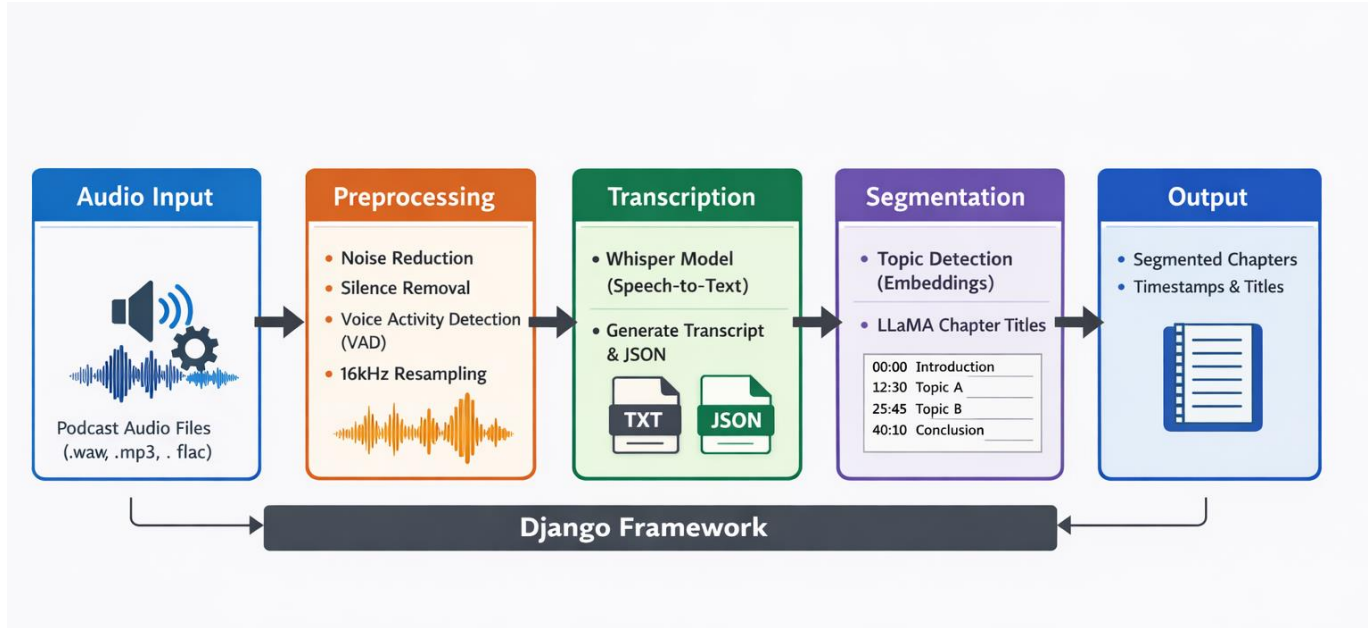 Audio Input
Podcast Audio Files
(.waw, .mp3, . flac)
Preprocessing
• Noise Reduction
• Silence Removal
• Voice Activity Detection
(VAD)
• 16kHz Resampling
Transcription
• Whisper Model
(Speech-to-Text)
• Generate Transcript
& JSON
TXT
JSON
Segmentation
• Topic Detection
(Embeddings)
• LLaMA Chapter Titles
00:00 Introduction
12:30 Topic A
25:45 Topic B
40:10 Conclusion
Output
• Segmented Chapters
• Timestamps & Titles
Django Framework